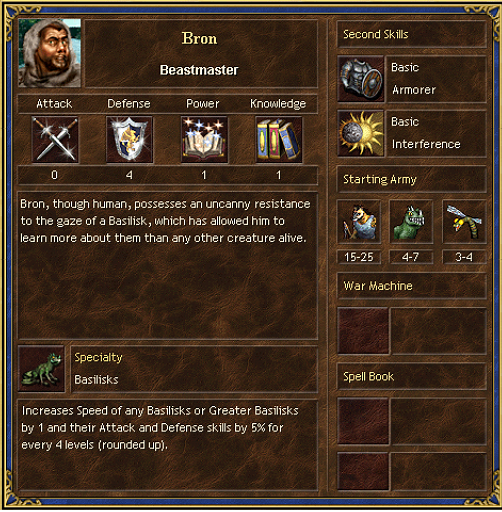 Bron
Beastmaster
Attack Defense Power Knowledge
0 4 1 1
Bron, though human, possesses an uncanny resistance
to the gaze of a Basilisk, which has allowed him to
learn more about them than any other creature alive.
Specialty
Basilisks
Increases Speed of any Basilisks or Greater Basilisks
by 1 and their Attack and Defense skills by 5% for
every 4 levels (rounded up).
Second Skills
Basic
Armorer
Basic
Interference
Starting Army
15-25 4-7 3-4
War Machine
Spell Book